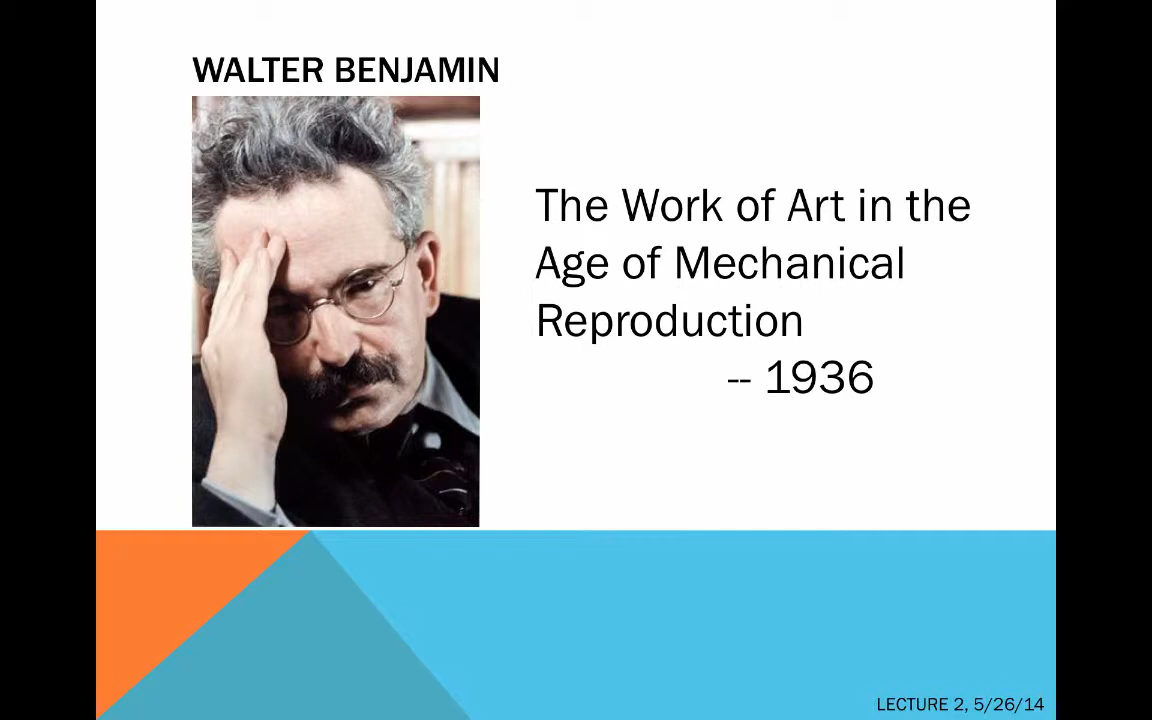 WALTER BENJAMIN
The Work of Art in the
Age of Mechanical
Reproduction
-- 1936
LECTURE 2, 5/26/14